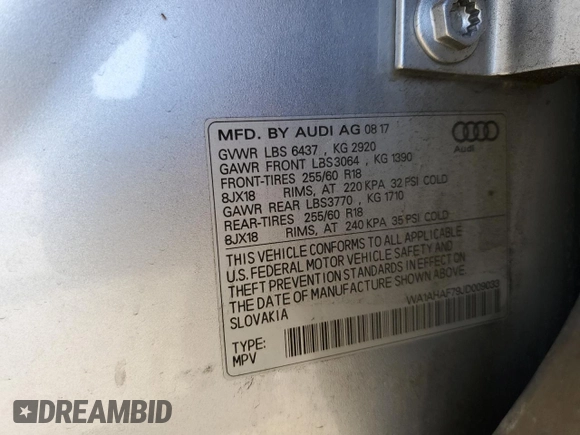 MFD. BY AUDI AG 08 17
GVWR LBS 6437 , KG 2920
GAWR FRONT LBS3064 , KG 1390
FRONT-TIRES 255/60 R18
8JX18 RIMS, AT 220 KPA 32 PSI COLD
GAWR REAR LBS3770 , KG 1710
REAR-TIRES 255/60 R18
8JX18 RIMS, AT 240 KPA 35 PSI COLD
Audi
THIS VEHICLE CONFORMS TO ALL APPLICABLE
U.S. FEDERAL MOTOR VEHICLE SAFETY AND
THEFT PREVENTION STANDARDS IN EFFECT ON
THE DATE OF MANUFACTURE SHOWN ABOVE.
SLOVAKIA
WA1AHAF79JD009033
TYPE:
MPV
DREAMBID